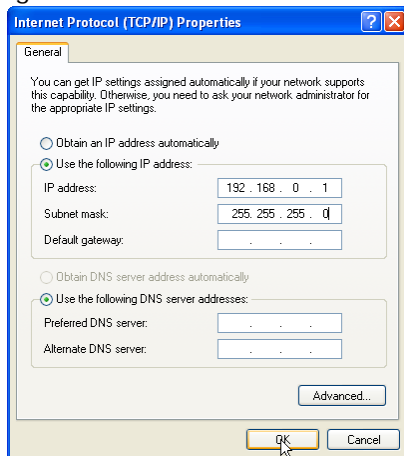 Internet Protocol (TCP/IP) Properties
General
You can get IP settings assigned automatically if your network supports
this capability. Otherwise, you need to ask your network administrator for
the appropriate IP settings.
Obtain an IP address automatically
Use the following IP address:
IP address: 192 . 168 . 0 . 1
Subnet mask: 255. 255 . 255 . 0
Default gateway: . . .
Obtain DNS server address automatically
Use the following DNS server addresses:
Preferred DNS server: . . .
Alternate DNS server: . . .
Advanced...
OK Cancel